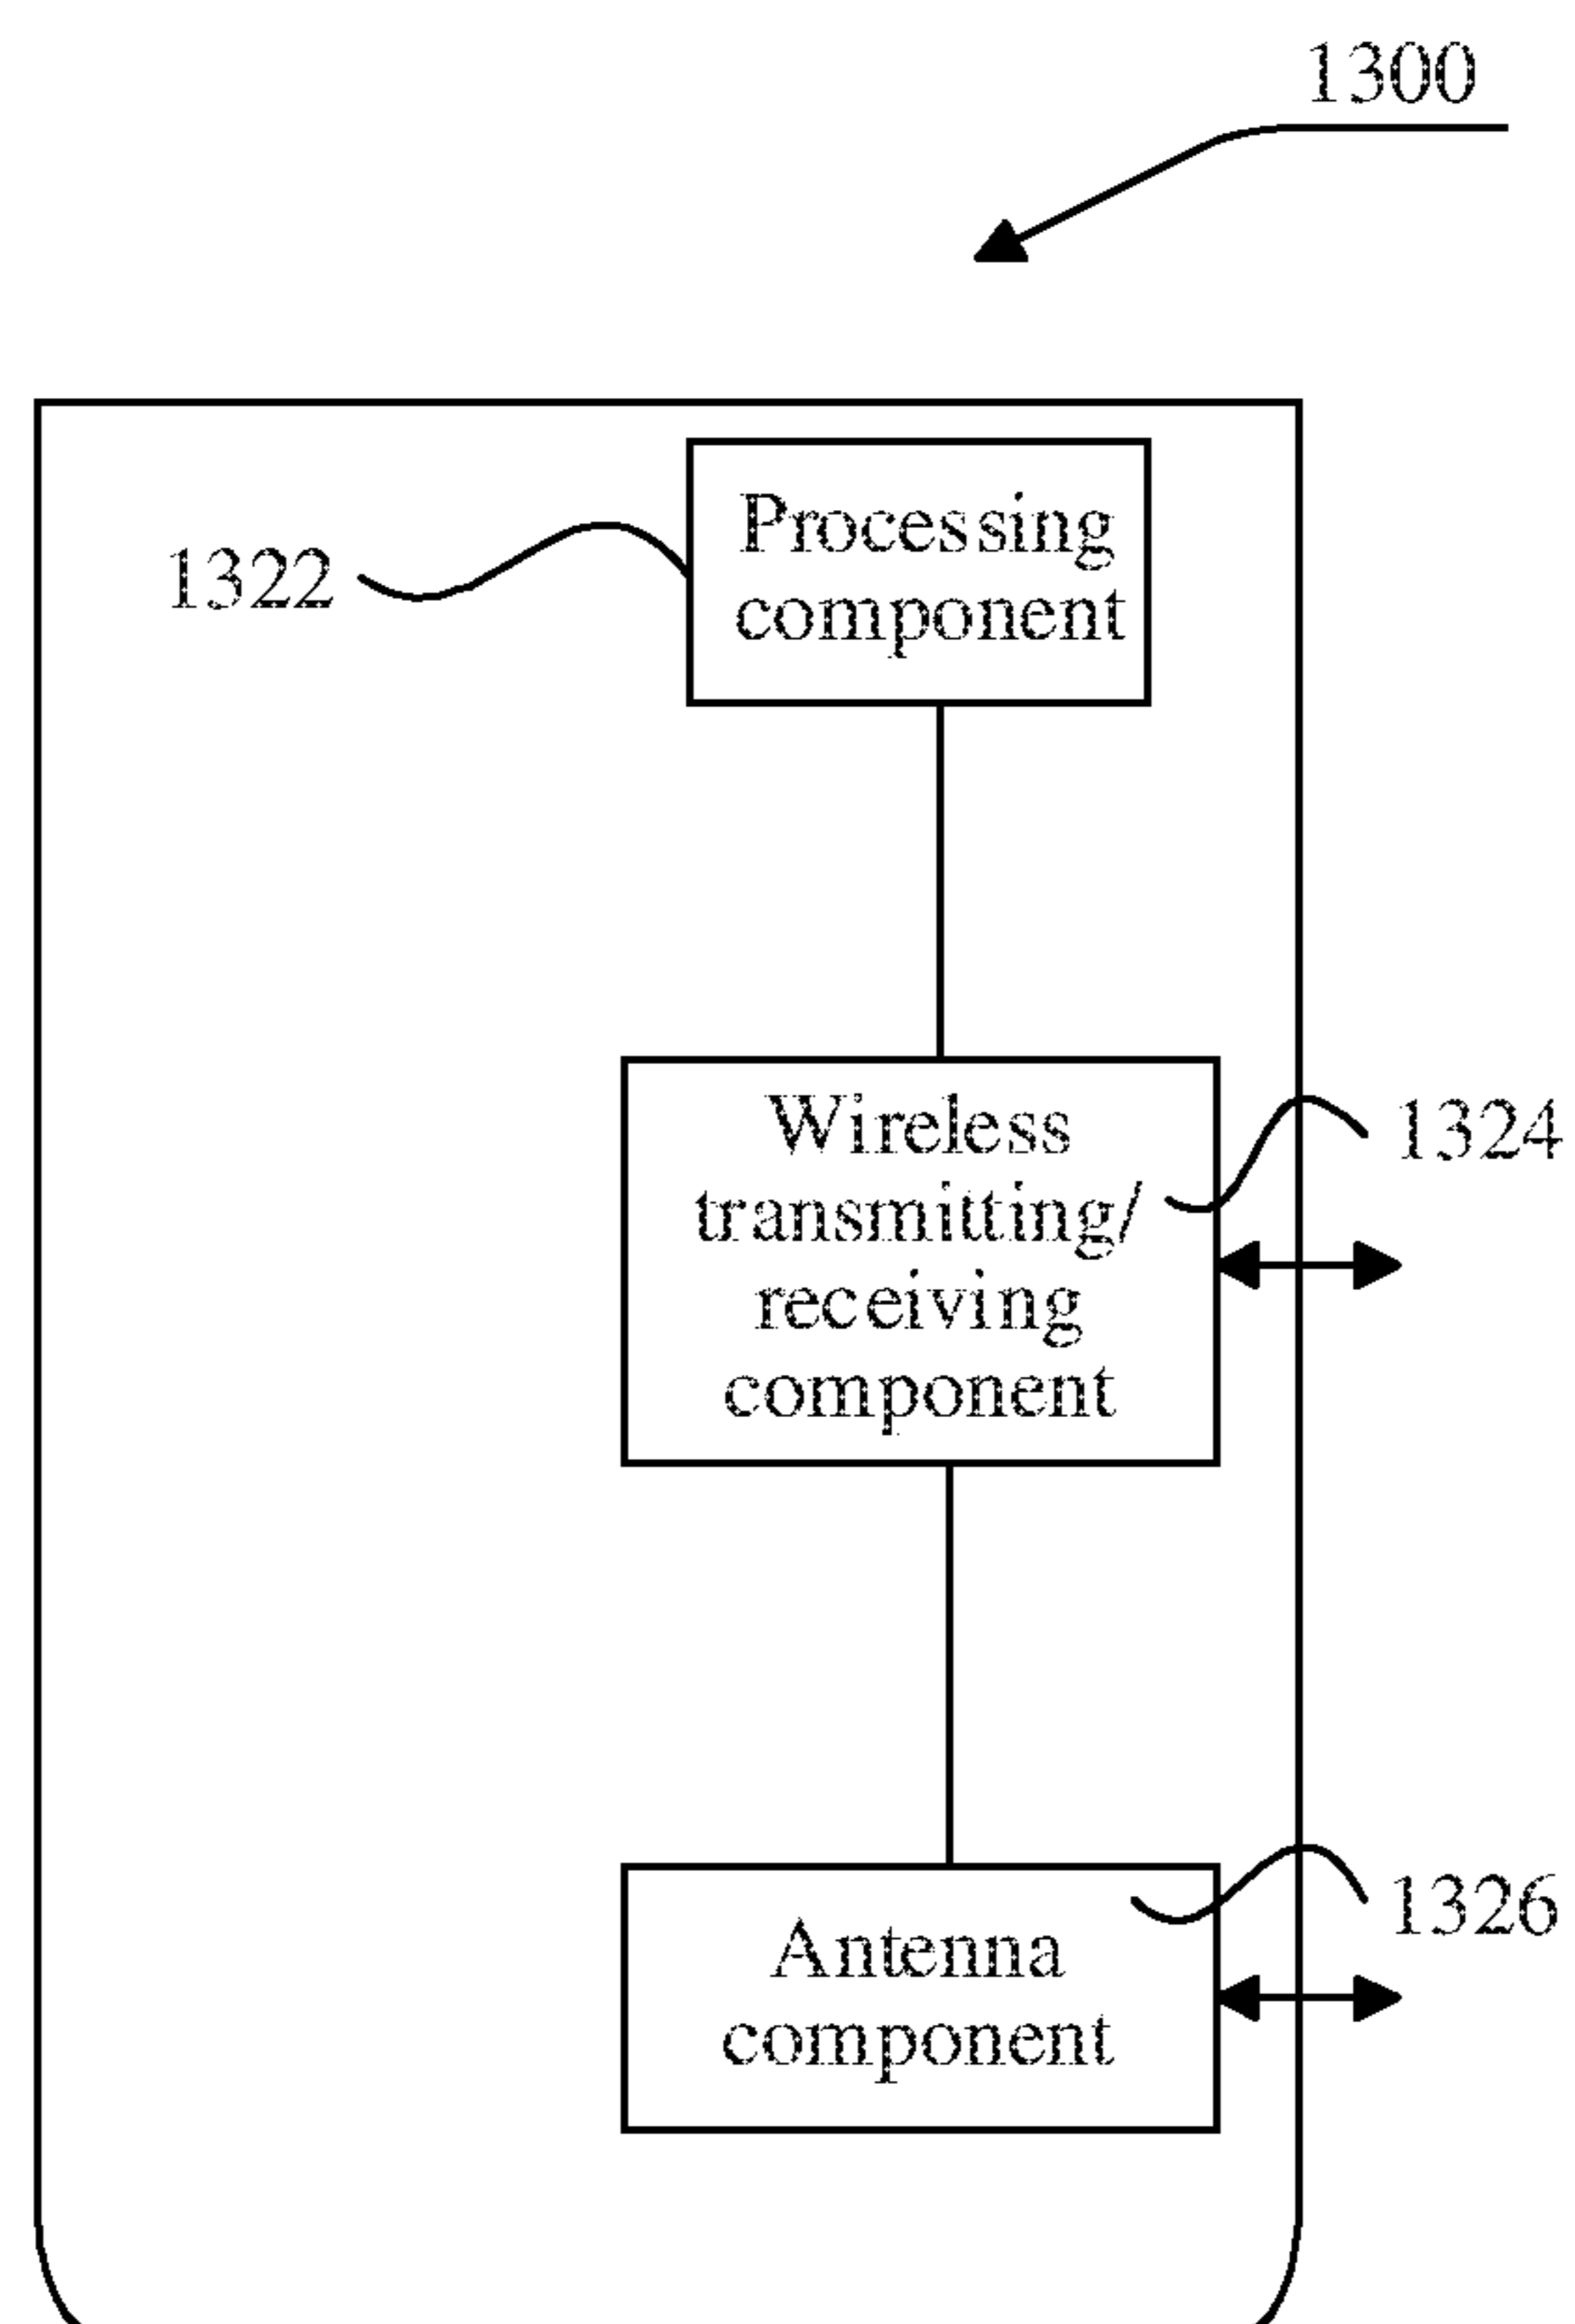 1300
Processing
component
1322
Wireless
transmitting/
receiving
component
1324
1326
Antenna
component